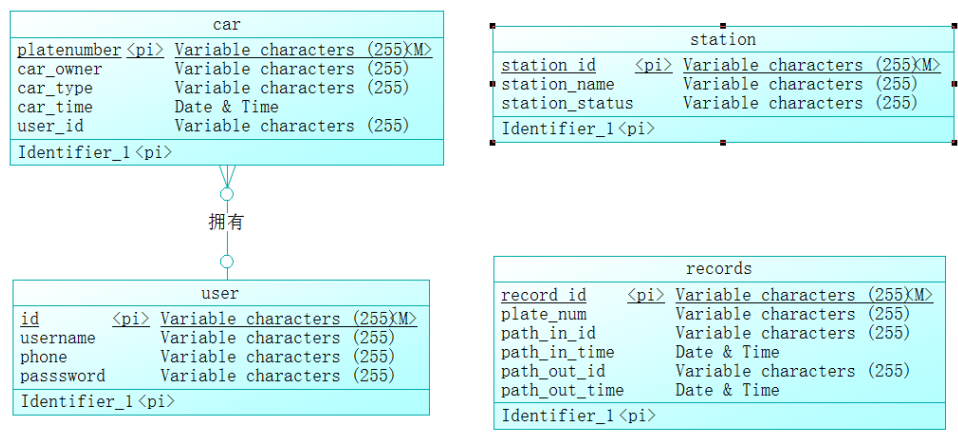 car
platenumber <pi> Variable characters (255) <M>
car_owner Variable characters (255)
car_type Variable characters (255)
car_time Date & Time
user_id Variable characters (255)
Identifier_1 <pi>
拥有
user
id <pi> Variable characters (255) <M>
username Variable characters (255)
phone Variable characters (255)
passsword Variable characters (255)
Identifier_1 <pi>
station
station_id <pi> Variable characters (255) <M>
station_name Variable characters (255)
station_status Variable characters (255)
Identifier_1 <pi>
records
record_id <pi> Variable characters (255) <M>
plate_num Variable characters (255)
path_in_id Variable characters (255)
path_in_time Date & Time
path_out_id Variable characters (255)
path_out_time Date & Time
Identifier_1 <pi>